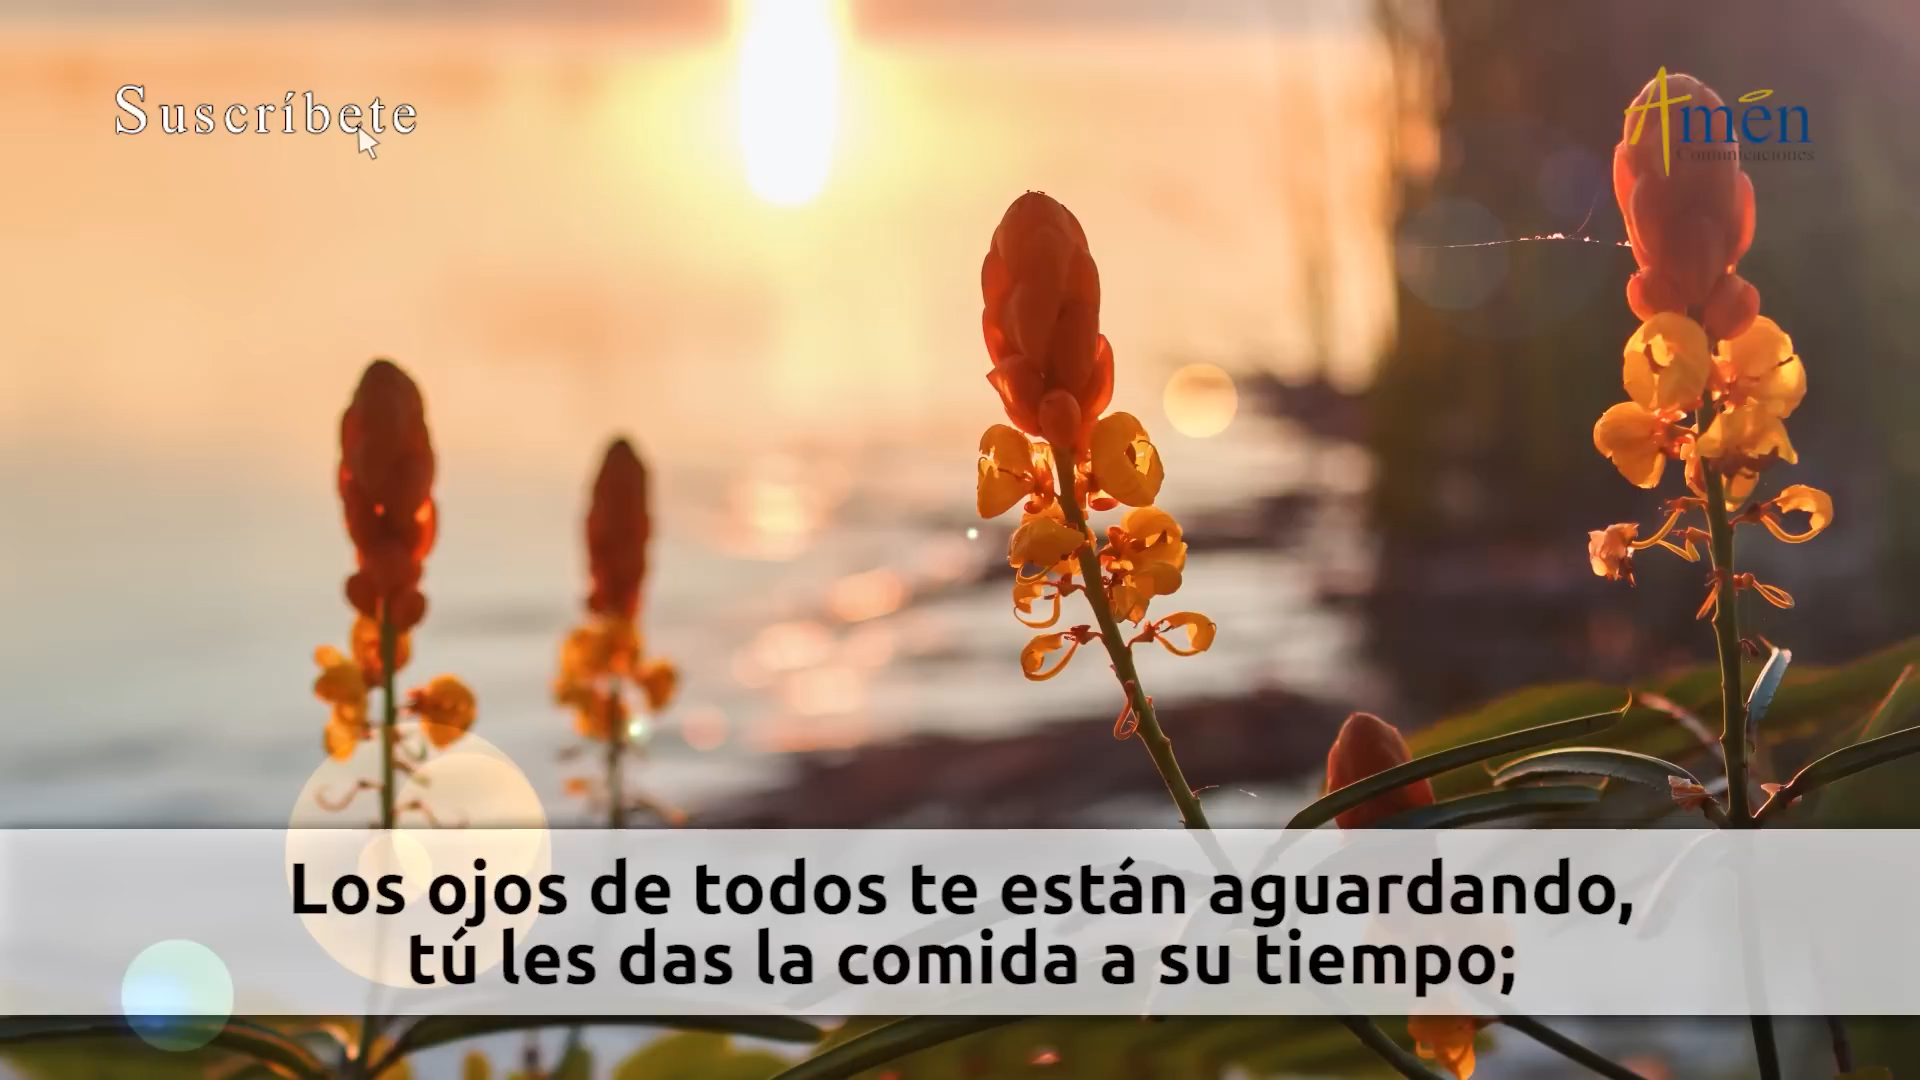 Suscríbete
Amén
Comunicaciones
Los ojos de todos te están aguardando,
tú les das la comida a su tiempo;